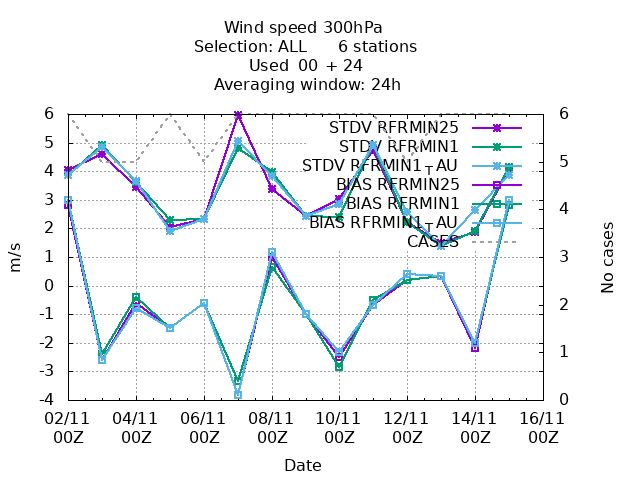 Wind speed 300hPa
Selection: ALL 6 stations
Used 00 + 24
Averaging window: 24h
6 6
STDV RFRMIN25
5 5
STDV RFRMIN1
4
STDV RFRMIN1_TAU
4
3
BIAS RFRMIN25
BIAS RFRMIN1
2
BIAS RFRMIN1_TAU
1 3
CASES
0
m/s
No cases
-1 2
-2 1
-3
-4 0
02/11 04/11 06/11 08/11 10/11 12/11 14/11 16/11
00Z 00Z 00Z 00Z 00Z 00Z 00Z 00Z
Date